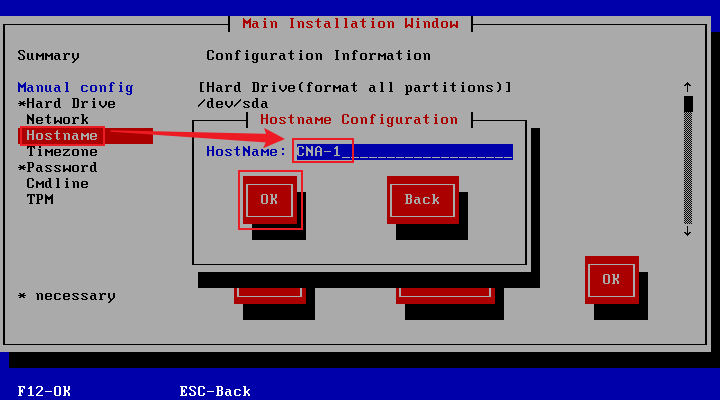 Main Installation Window
Summary
Configuration Information
Manual config
[Hard Drive(format all partitions)]
*Hard Drive
/dev/sda
Network
Hostname Configuration
Hostname
HostName: CNA-1
Timezone
*Password
Cmdline
TPM
OK
Back
OK
* necessary
F12-OK
ESC-Back